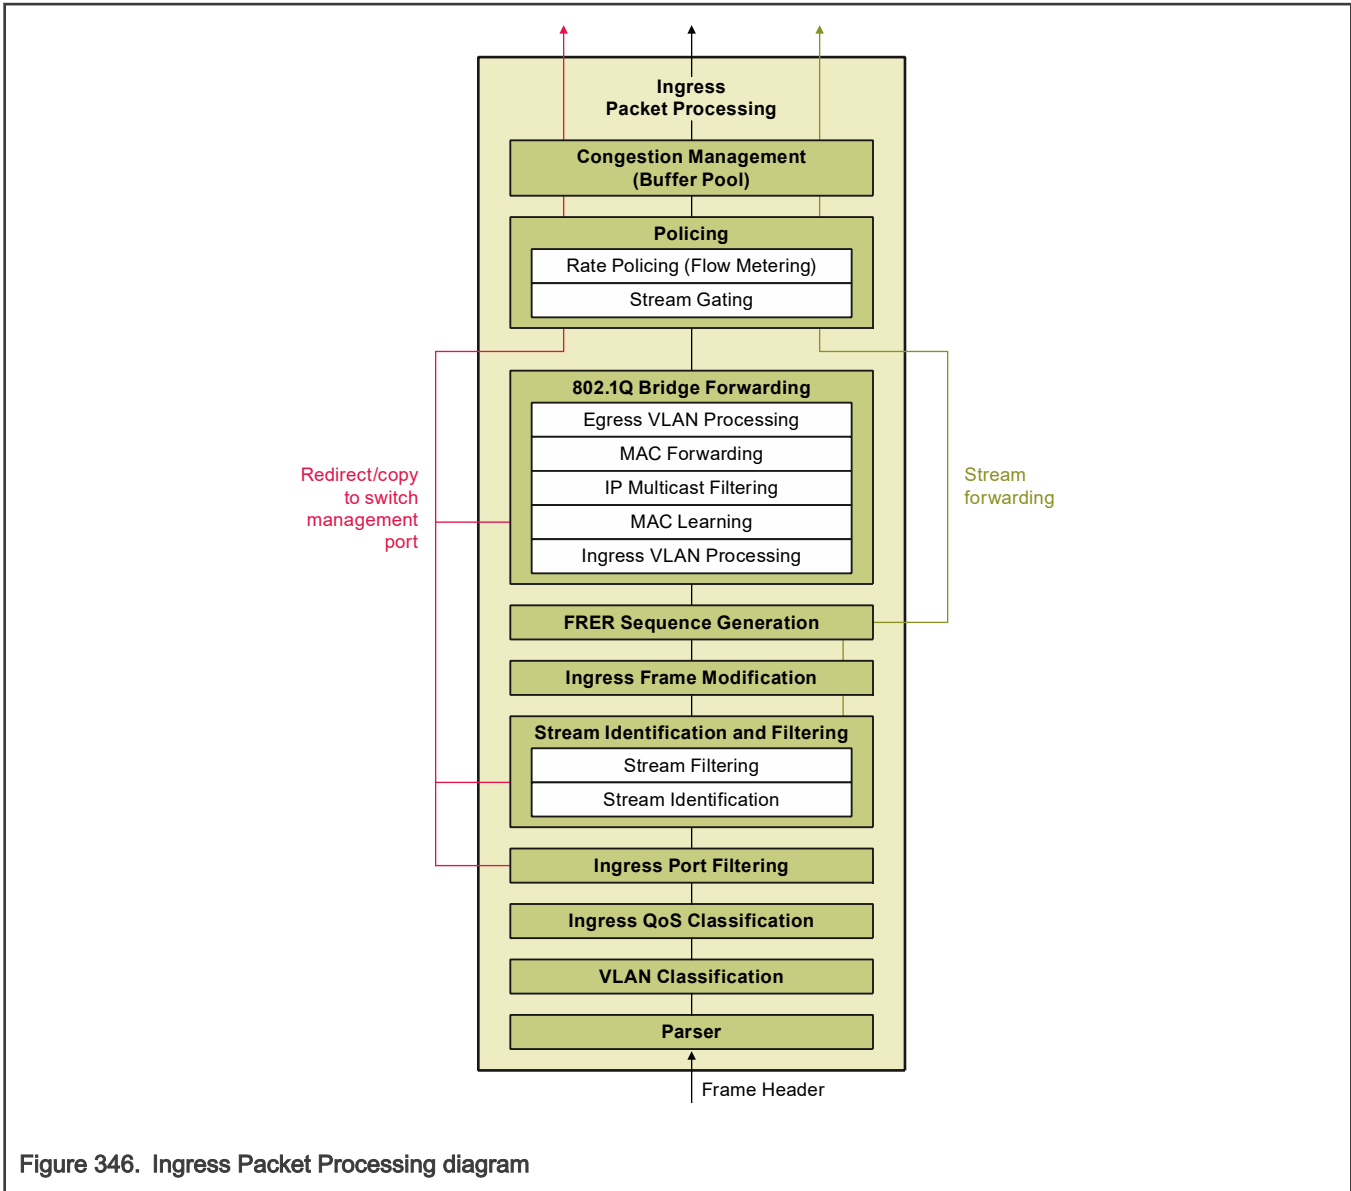 Ingress
Packet Processing
Congestion Management
(Buffer Pool)
Policing
Rate Policing (Flow Metering)
Stream Gating
802.1Q Bridge Forwarding
Egress VLAN Processing
MAC Forwarding
IP Multicast Filtering
MAC Learning
Ingress VLAN Processing
Redirect/copy
to switch
management
port
Stream
forwarding
FRER Sequence Generation
Ingress Frame Modification
Stream Identification and Filtering
Stream Filtering
Stream Identification
Ingress Port Filtering
Ingress QoS Classification
VLAN Classification
Parser
Frame Header
Figure 346. Ingress Packet Processing diagram